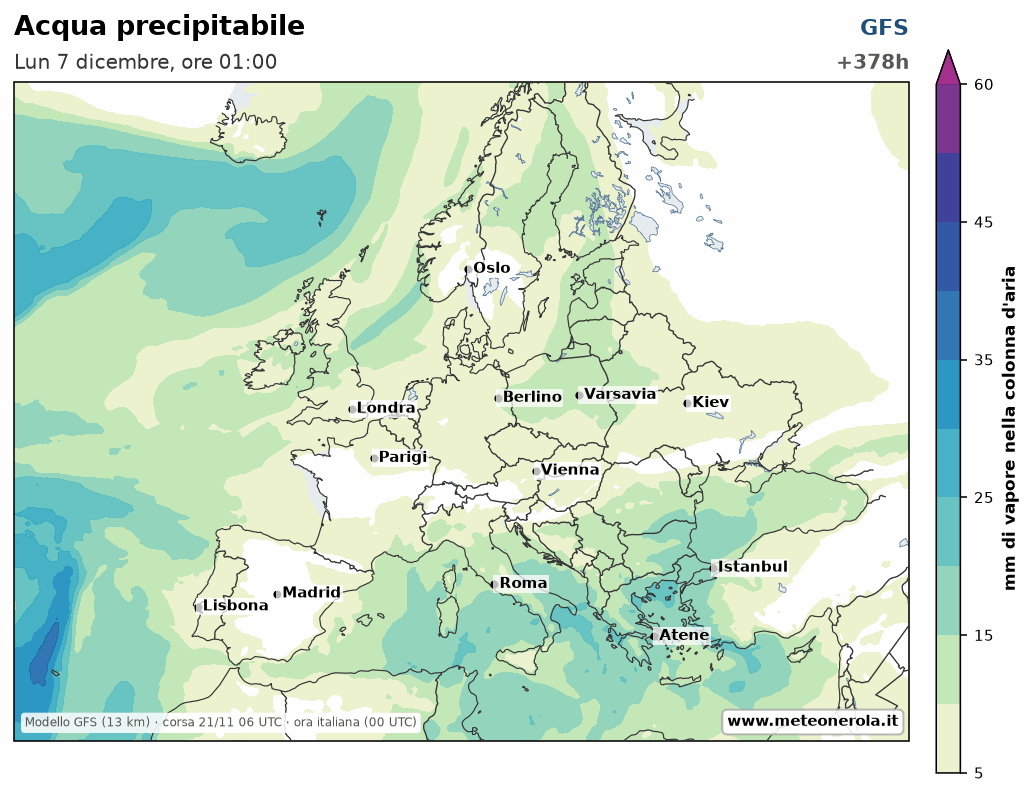 Acqua precipitabile
GFS
Lun 7 dicembre, ore 01:00
+378h
60
45
35
25
15
5
mm di vapore nella colonna d'aria
Oslo
Berlino
Varsavia
Kiev
Londra
Parigi
Vienna
Istanbul
Roma
Madrid
Lisbona
Atene
Modello GFS (13 km) · corsa 21/11 06 UTC · ora italiana (00 UTC)
www.meteonerola.it